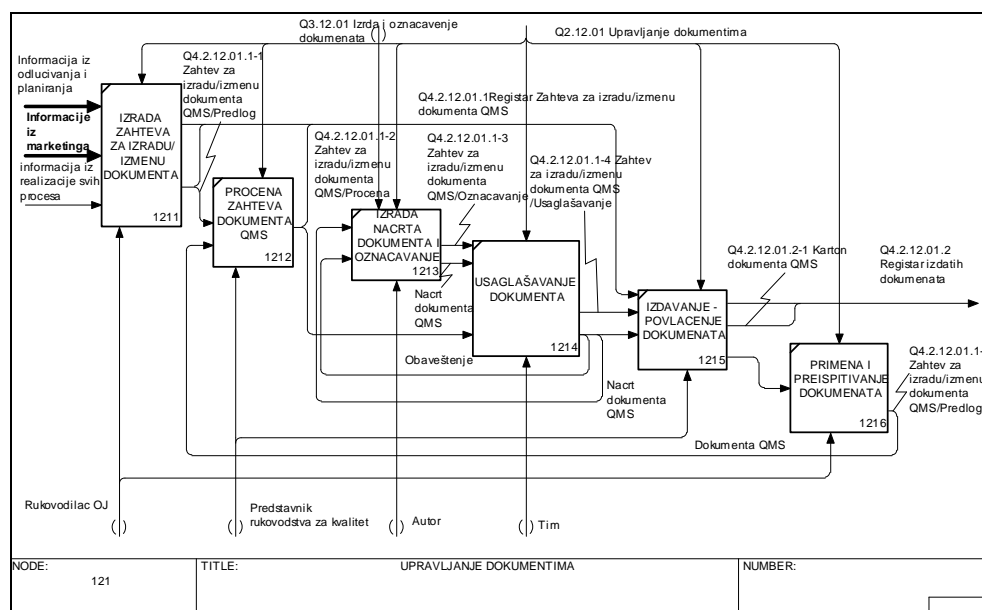 Q3.12.01 Izrda i oznacavenje
dokumenata
Q2.12.01 Upravljanje dokumentima
Informacija iz
odlucivanja i
planiranja
Informacije
iz
marketinga
informacija iz
realizacije svih
procesa
Q4.2.12.01.1-1
Zahtev za
izradu/izmenu
dokumenta
QMS/Predlog
IZRADA
ZAHTEVA
ZA IZRADU/
IZMENU
DOKUMENTA
1211
Q4.2.12.01.1Registar Zahteva za izradu/izmenu
dokumenta QMS
Q4.2.12.01.1-2
Zahtev za
izradu/izmenu
dokumenta
QMS/Procena
Q4.2.12.01.1-3
Zahtev za
izradu/izmenu
dokumenta
QMS/Oznacavanje
Q4.2.12.01.1-4 Zahtev
za izradu/izmenu
dokumenta QMS
/Usaglašavanje
PROCENA
ZAHTEVA
DOKUMENTA
QMS
1212
IZRADA
NACRTA
DOKUMENTA I
OZNACAVANJE
1213
Nacrt
dokumenta
QMS
USAGLAŠAVANJE
DOKUMENTA
1214
Obaveštenje
Nacrt
dokumenta
QMS
Q4.2.12.01.2-1 Karton
dokumenta QMS
Q4.2.12.01.2
Registar izdatih
dokumenata
IZDAVANJE -
POVLACENJE
DOKUMENATA
1215
PRIMENA I
PREISPITIVANJE
DOKUMENATA
1216
Q4.2.12.01.1-
Zahtev za
izradu/izmenu
dokumenta
QMS/Predlog
Dokumenta QMS
Rukovodilac OJ
Predstavnik
rukovodstva za kvalitet
Autor
Tim
NODE:
121
TITLE:
UPRAVLJANJE DOKUMENTIMA
NUMBER: